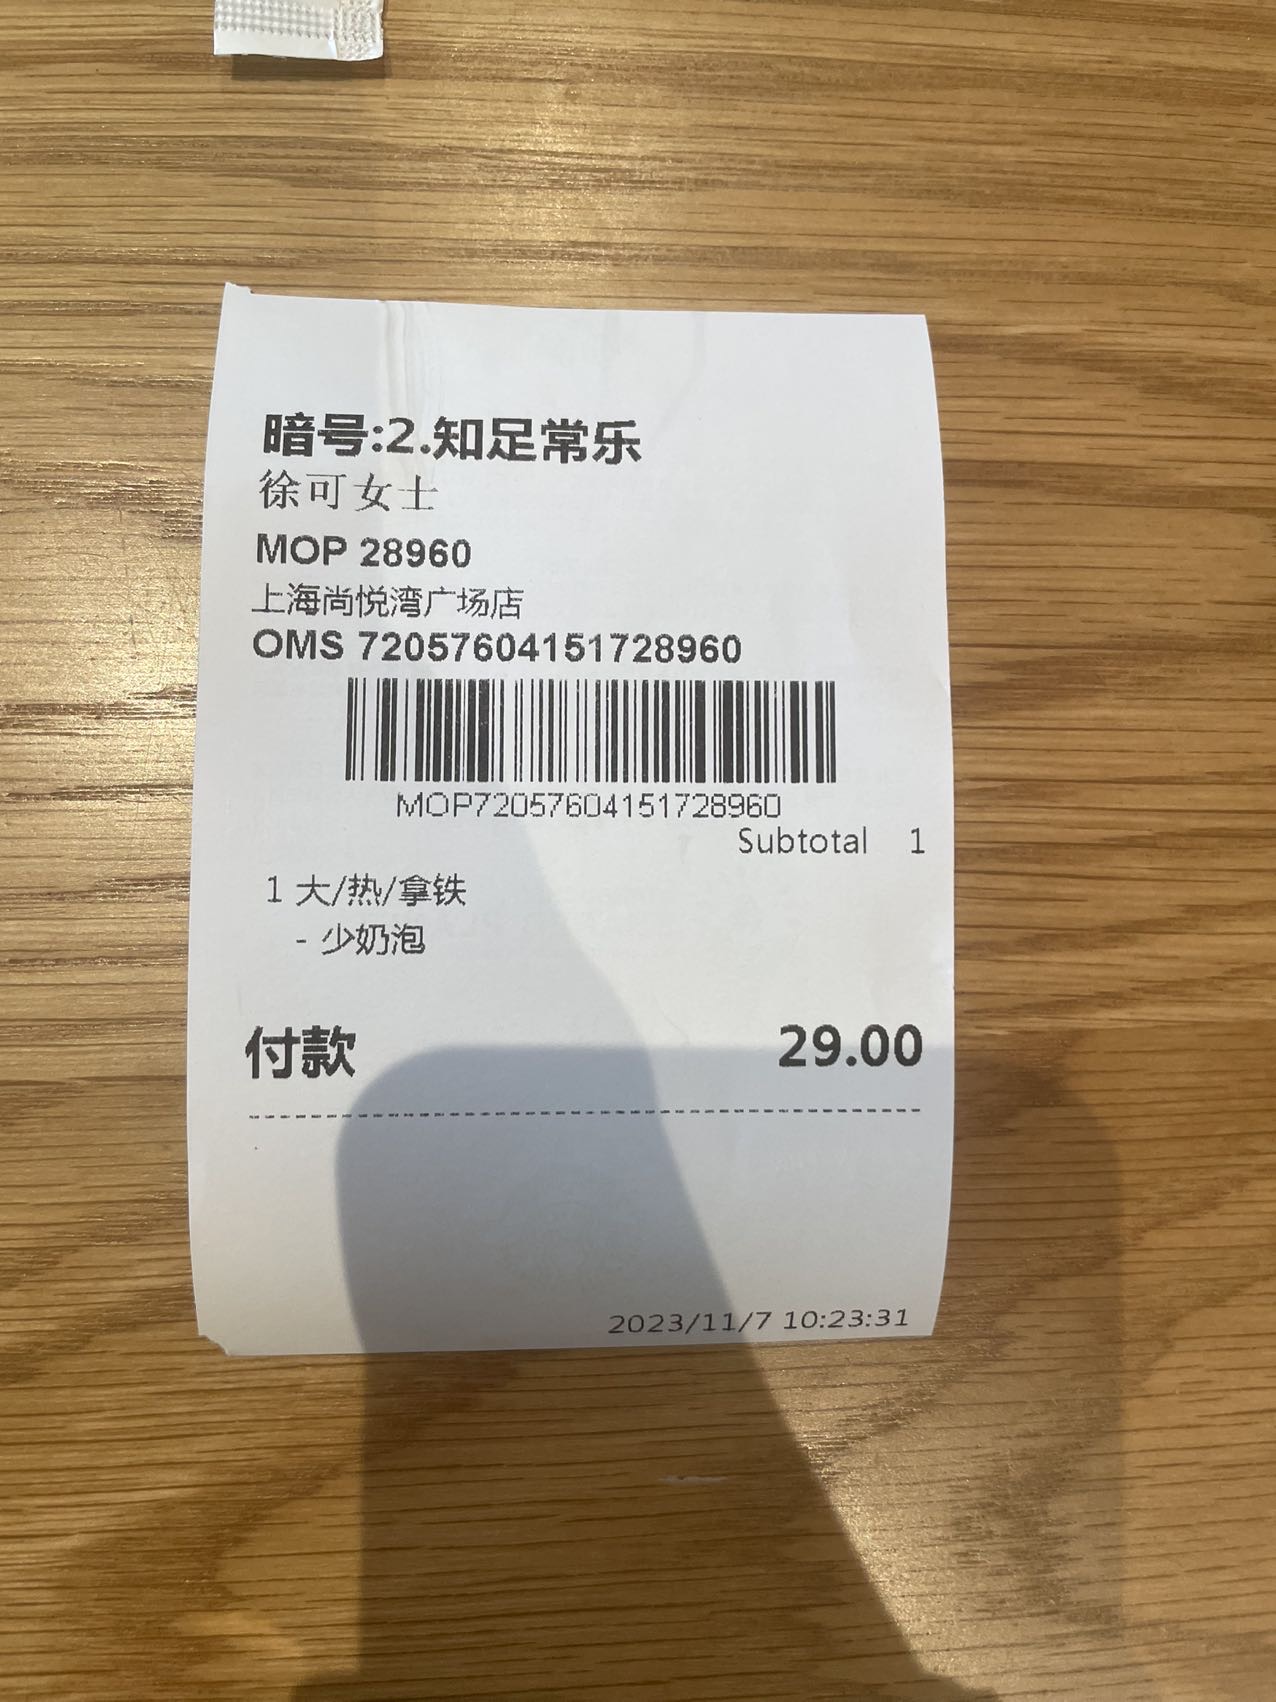 暗号:2.知足常乐
徐可女士
MOP 28960
上海尚悦湾广场店
OMS 72057604151728960
MOP72057604151728960
Subtotal 1
1 大/热/拿铁
- 少奶泡
付款 29.00
2023/11/7 10:23:31